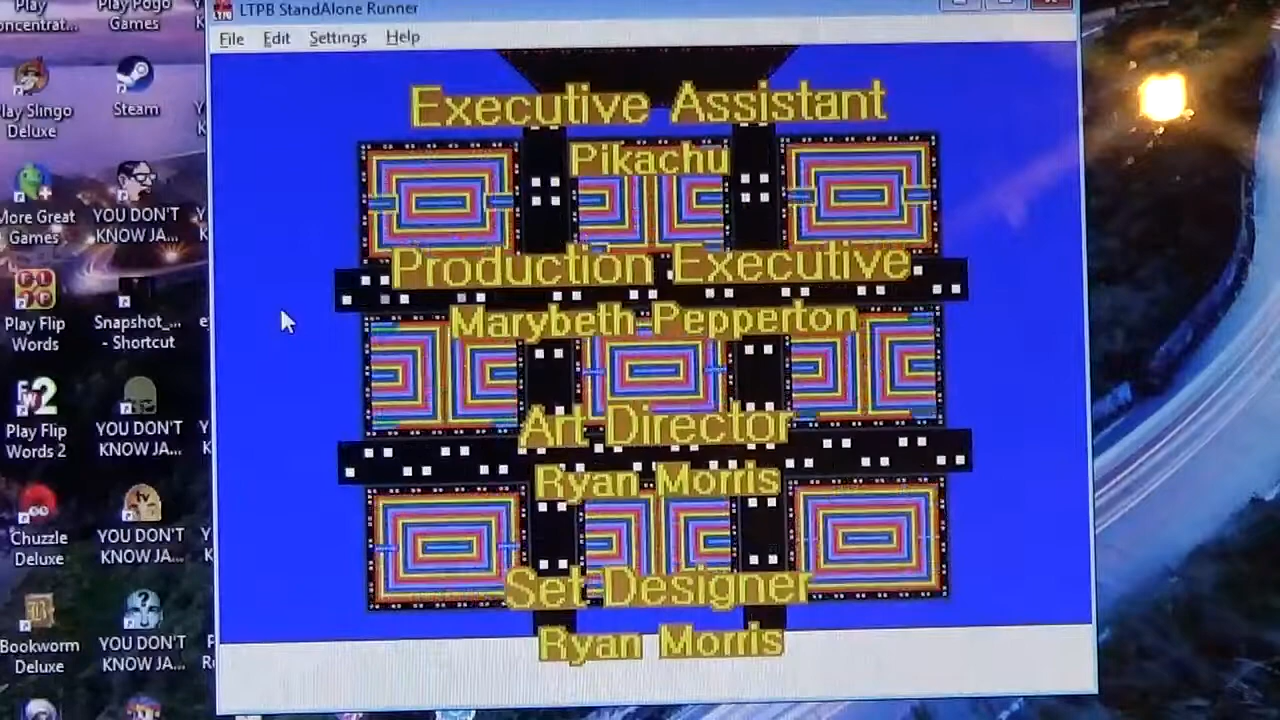 Play
Concentrat...
Play Pogo
Games
LTPB StandAlone Runner
File Edit Settings Help
Play Slingo
Deluxe
Steam
More Great
Games
YOU DON'T
KNOW JA...
Play Flip
Words
Snapshot_...
- Shortcut
Play Flip
Words 2
YOU DON'T
KNOW JA...
Chuzzle
Deluxe
YOU DON'T
KNOW JA...
Bookworm
Deluxe
YOU DON'T
KNOW JA...
Executive Assistant
Pikachu
Production Executive
Marybeth Pepperton
Art Director
Ryan Morris
Set Designer
Ryan Morris